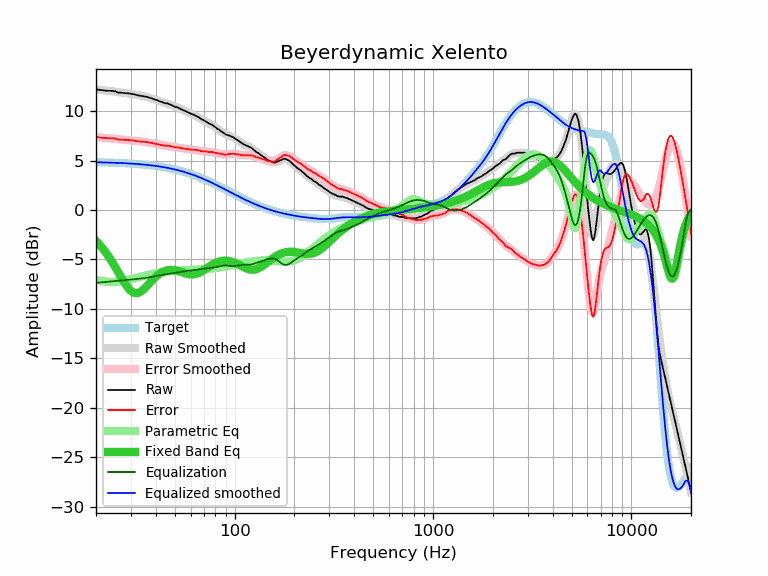 Beyerdynamic Xelento
Amplitude (dBr)
10
5
0
−5
−10
−15
−20
−25
−30
Target
Raw Smoothed
Error Smoothed
Raw
Error
Parametric Eq
Fixed Band Eq
Equalization
Equalized smoothed
100
1000
10000
Frequency (Hz)